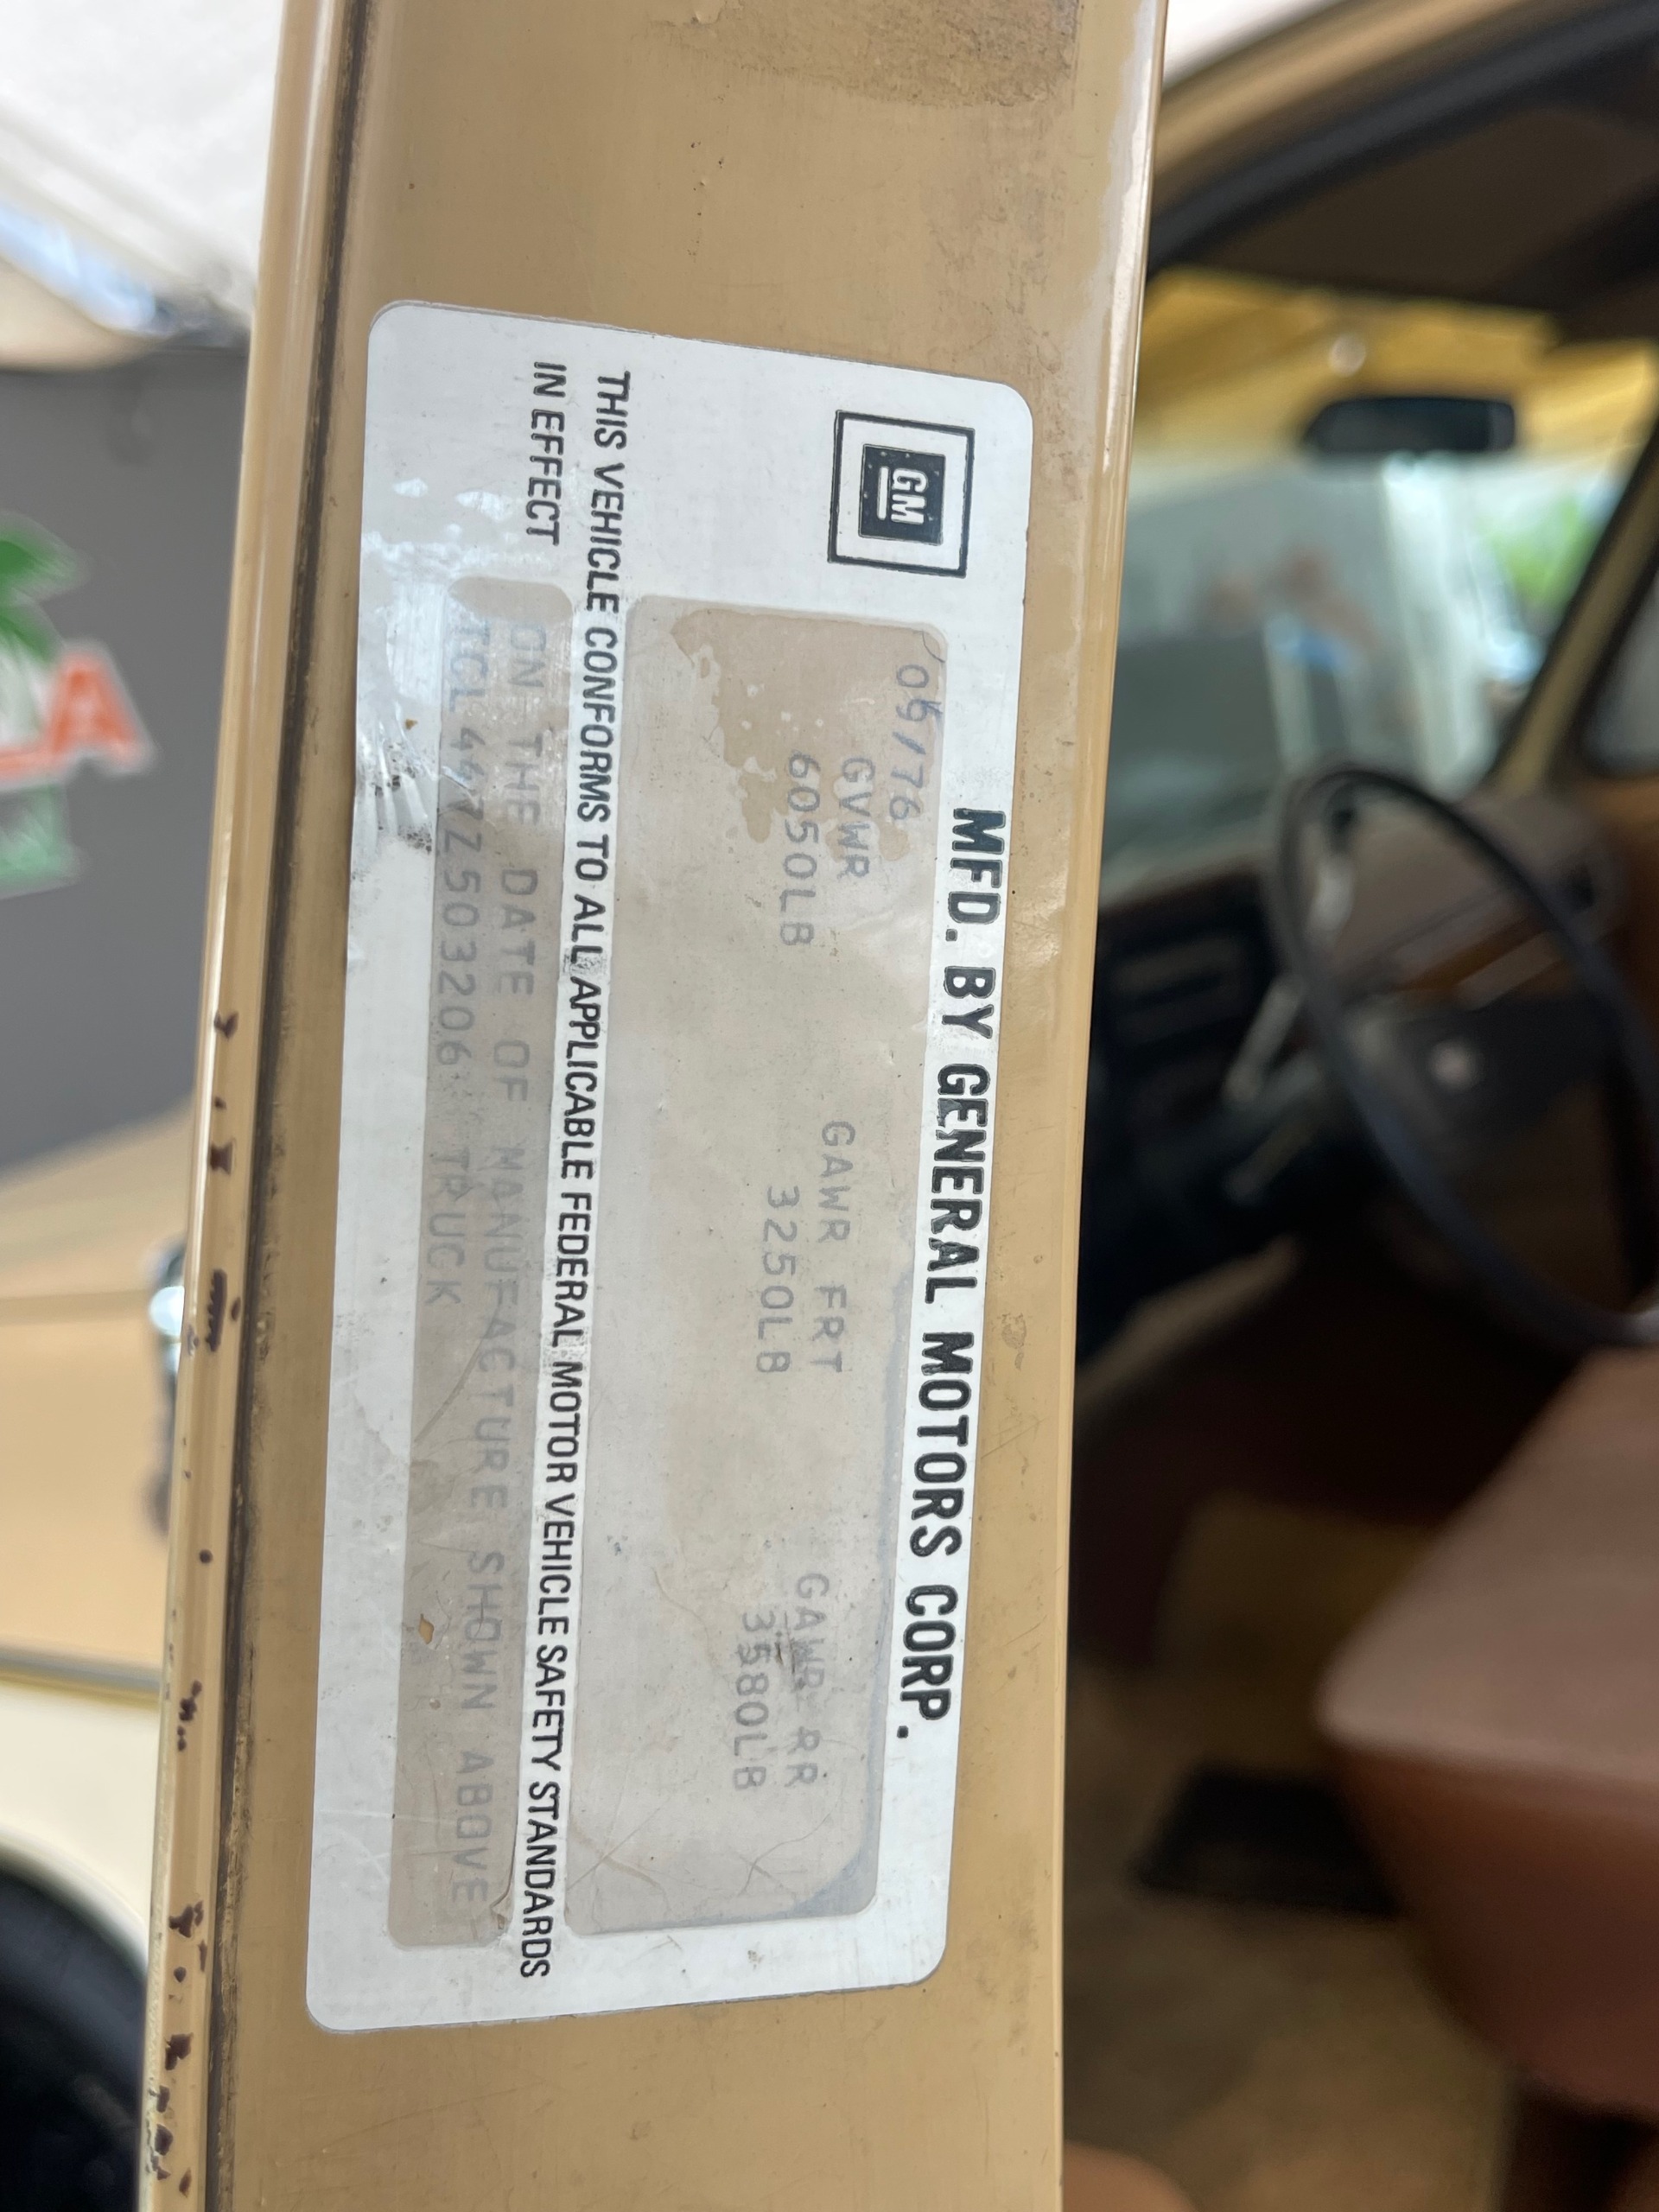 GM
MFD. BY GENERAL MOTORS CORP.
/76
GVWR GAWR FRT GAWR RR
6050LB 3250LB 3580LB
THIS VEHICLE CONFORMS TO ALL APPLICABLE FEDERAL MOTOR VEHICLE SAFETY STANDARDS
IN EFFECT ON THE DATE OF MANUFACTURE SHOWN ABOVE
TRUCK